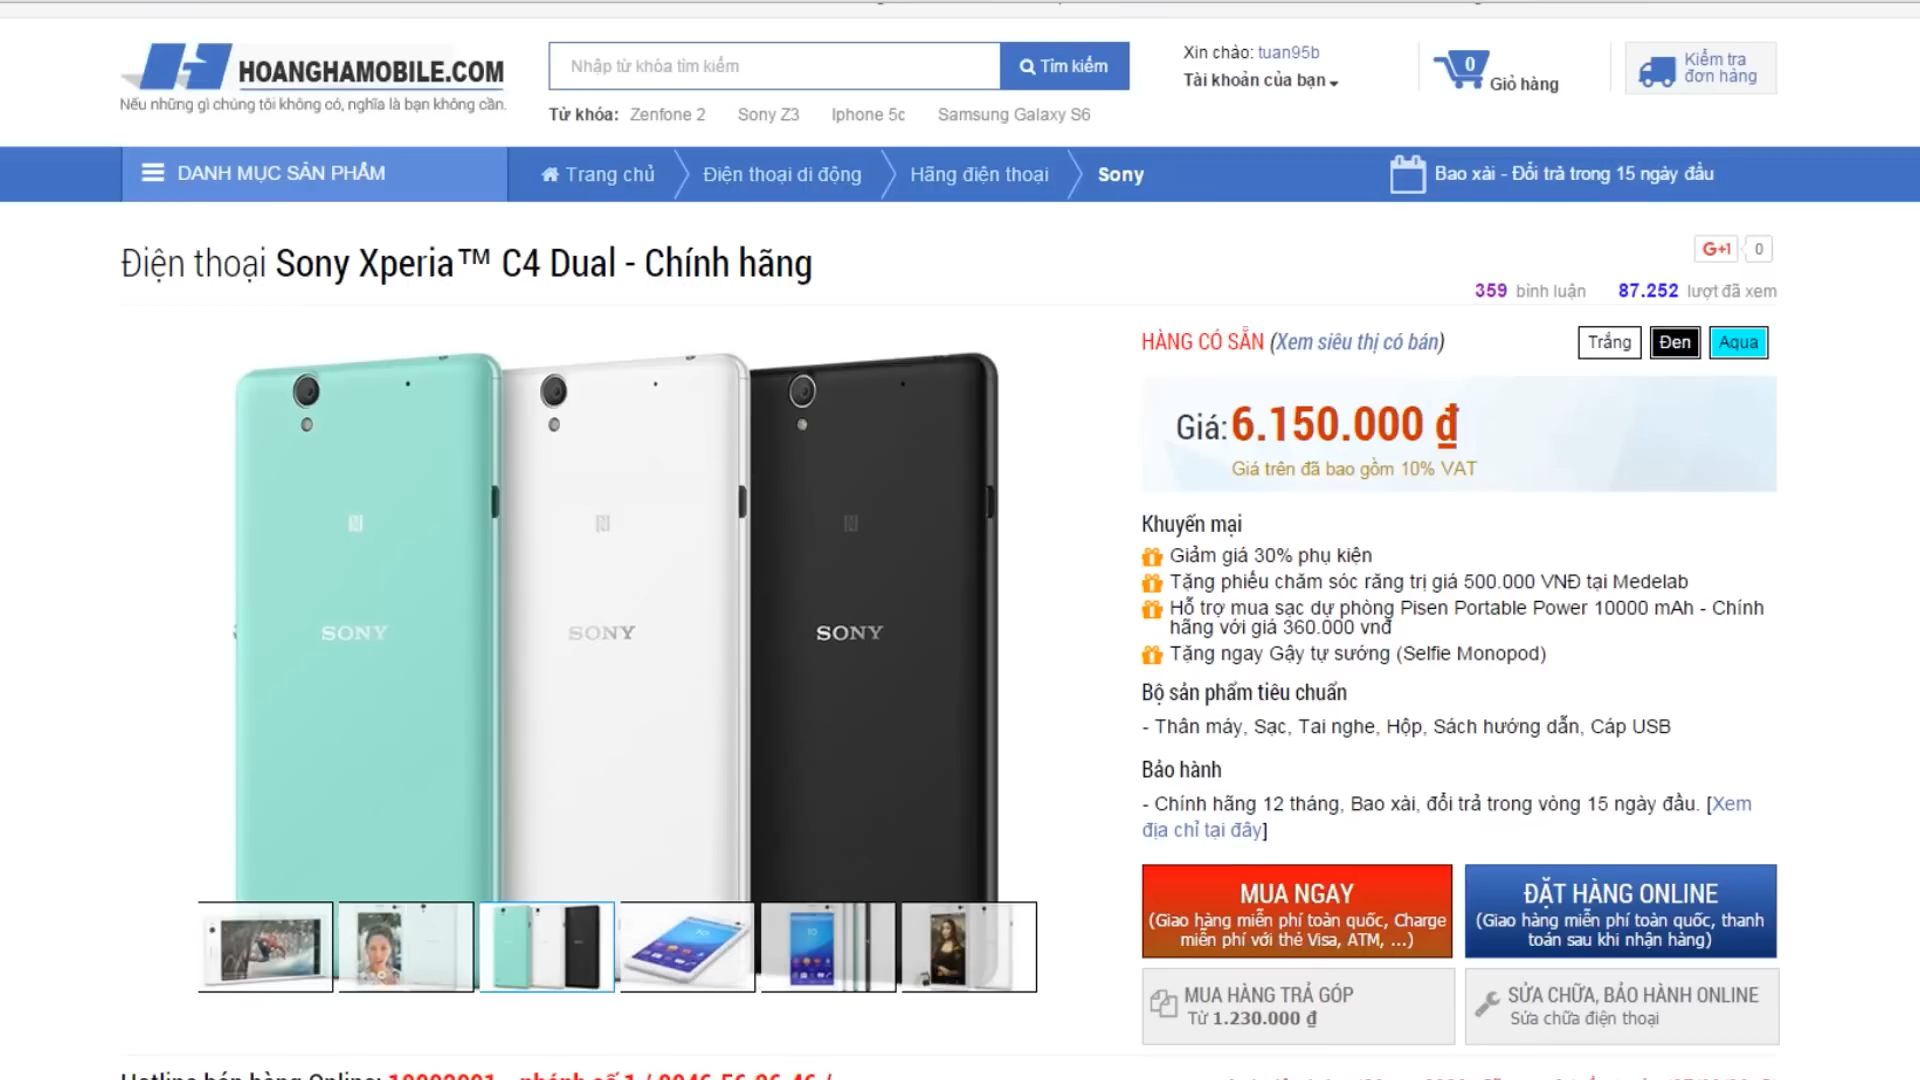 HOANGHAMOBILE.COM
Nếu những gì chúng tôi không có, nghĩa là bạn không cần.
Nhập từ khóa tìm kiếm
Tìm kiếm
Từ khóa: Zenfone 2 Sony Z3 Iphone 5c Samsung Galaxy S6
Xin chào: tuan95b
Tài khoản của bạn
0
Giỏ hàng
Kiểm tra
đơn hàng
DANH MỤC SẢN PHẨM
Trang chủ
Điện thoại di động
Hãng điện thoại
Sony
Bao xài - Đổi trả trong 15 ngày đầu
Điện thoại Sony Xperia™ C4 Dual - Chính hãng
G+1 0
359 bình luận 87.252 lượt đã xem
SONY
SONY
SONY
HÀNG CÓ SẴN (Xem siêu thị có bán)
Trắng Đen Aqua
Giá: 6.150.000 ₫
Giá trên đã bao gồm 10% VAT
Khuyến mại
Giảm giá 30% phụ kiện
Tặng phiếu chăm sóc răng trị giá 500.000 VNĐ tại Medelab
Hỗ trợ mua sạc dự phòng Pisen Portable Power 10000 mAh - Chính
hãng với giá 360.000 vnđ
Tặng ngay Gậy tự sướng (Selfie Monopod)
Bộ sản phẩm tiêu chuẩn
- Thân máy, Sạc, Tai nghe, Hộp, Sách hướng dẫn, Cáp USB
Bảo hành
- Chính hãng 12 tháng, Bao xài, đổi trả trong vòng 15 ngày đầu. [Xem
địa chỉ tại đây]
MUA NGAY
(Giao hàng miễn phí toàn quốc, Charge
miễn phí với thẻ Visa, ATM, ...)
ĐẶT HÀNG ONLINE
(Giao hàng miễn phí toàn quốc, thanh
toán sau khi nhận hàng)
MUA HÀNG TRẢ GÓP
Từ 1.230.000 ₫
SỬA CHỮA, BẢO HÀNH ONLINE
Sửa chữa điện thoại